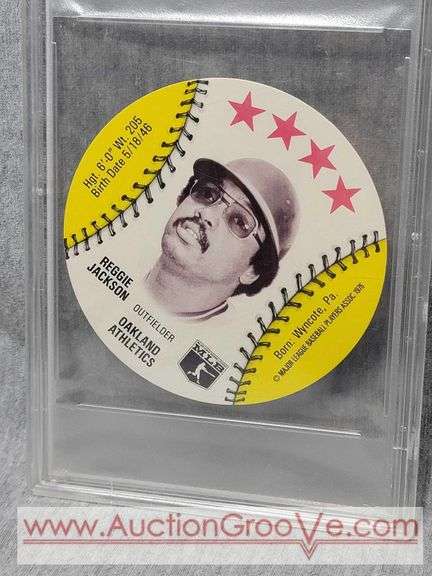 Hgt. 6'-0" Wt. 205
Birth Date 5/18/46
REGGIE
JACKSON
OUTFIELDER
OAKLAND
ATHLETICS
MLB
Born: Wyncote, Pa.
© MAJOR LEAGUE BASEBALL PLAYERS ASSOC. 1976
www.AuctionGrooVe.com